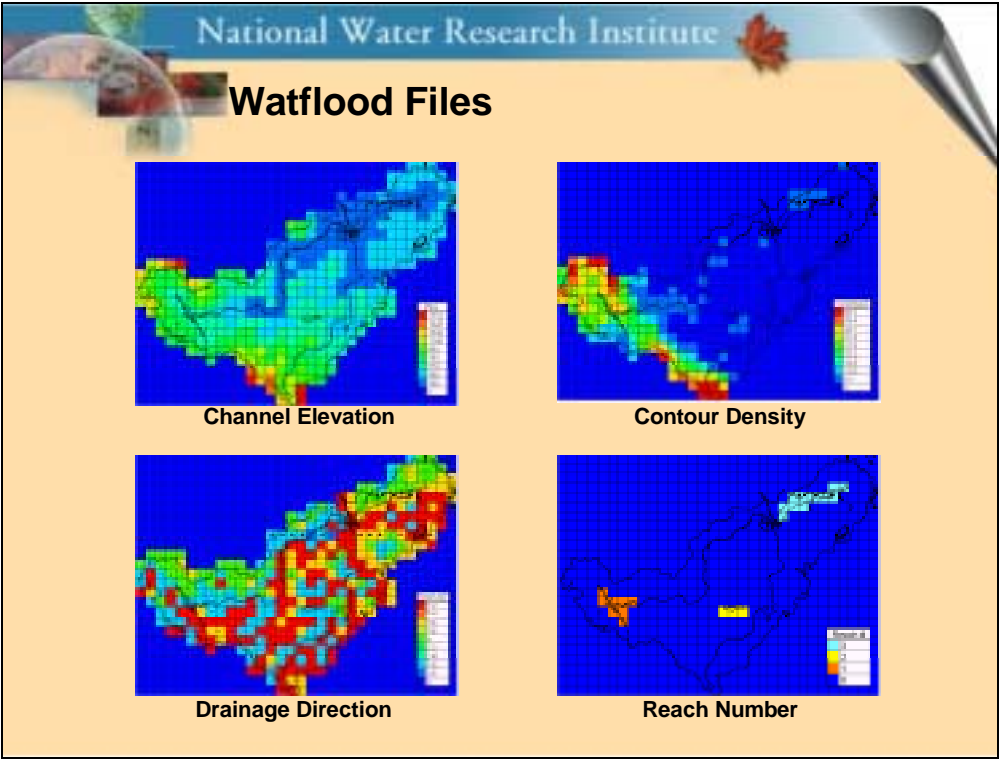 National Water Research Institute
Watflood Files
Channel Elevation
Contour Density
Drainage Direction
Reach Number